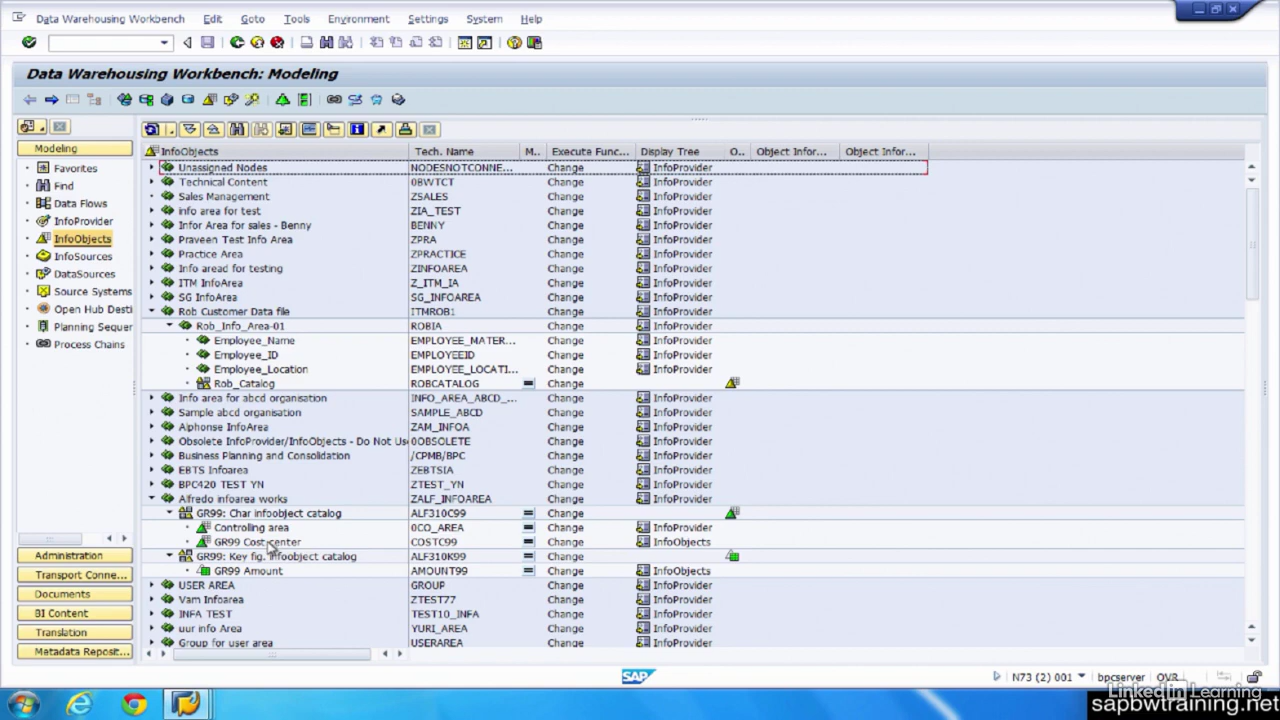 Data Warehousing Workbench Edit Goto Tools Environment Settings System Help
Data Warehousing Workbench: Modeling
Modeling
Favorites
Find
Data Flows
InfoProvider
InfoObjects
InfoSources
DataSources
Source Systems
Open Hub Desti
Planning Sequer
Process Chains
Administration
Transport Conne...
Documents
BI Content
Translation
Metadata Reposit...
InfoObjects Tech. Name M.. Execute Func... Display Tree O.. Object Infor... Object Infor...
Unassigned Nodes NODESNOTCONNE... Change InfoProvider
Technical Content 0BWTCT Change InfoProvider
Sales Management ZSALES Change InfoProvider
info area for test ZIA_TEST Change InfoProvider
Infor Area for sales - Benny BENNY Change InfoProvider
Praveen Test Info Area ZPRA Change InfoProvider
Practice Area ZPRACTICE Change InfoProvider
Info aread for testing ZINFOAREA Change InfoProvider
ITM InfoArea Z_ITM_IA Change InfoProvider
SG InfoArea SG_INFOAREA Change InfoProvider
Rob Customer Data file ITMROB1 Change InfoProvider
Rob_Info_Area-01 ROBIA Change InfoProvider
Employee_Name EMPLOYEE_MATER... Change InfoProvider
Employee_ID EMPLOYEEID Change InfoProvider
Employee_Location EMPLOYEE_LOCATI... Change InfoProvider
Rob_Catalog ROBCATALOG Change
Info area for abcd organisation INFO_AREA_ABCD_... Change InfoProvider
Sample abcd organisation SAMPLE_ABCD Change InfoProvider
Alphonse InfoArea ZAM_INFOA Change InfoProvider
Obsolete InfoProvider/InfoObjects - Do Not Use 0OBSOLETE Change InfoProvider
Business Planning and Consolidation /CPMB/BPC Change InfoProvider
EBTS Infoarea ZEBTSIA Change InfoProvider
BPC420 TEST YN ZTEST_YN Change InfoProvider
Alfredo infoarea works ZALF_INFOAREA Change InfoProvider
GR99: Char infoobject catalog ALF310C99 Change
Controling area 0CO_AREA Change InfoProvider
GR99 Cost center COSTC99 Change InfoObjects
GR99: Key fig. infoobject catalog ALF310K99 Change
GR99 Amount AMOUNT99 Change InfoObjects
USER AREA GROUP Change InfoProvider
Vam Infoarea ZTEST77 Change InfoProvider
INFA TEST TEST10_INFA Change InfoProvider
uur info Area YURI_AREA Change InfoProvider
Group for user area USERAREA Change InfoProvider
SAP
N73 (2) 001 bpcserver OVR
LinkedIn Learning
sapbwtraining.net